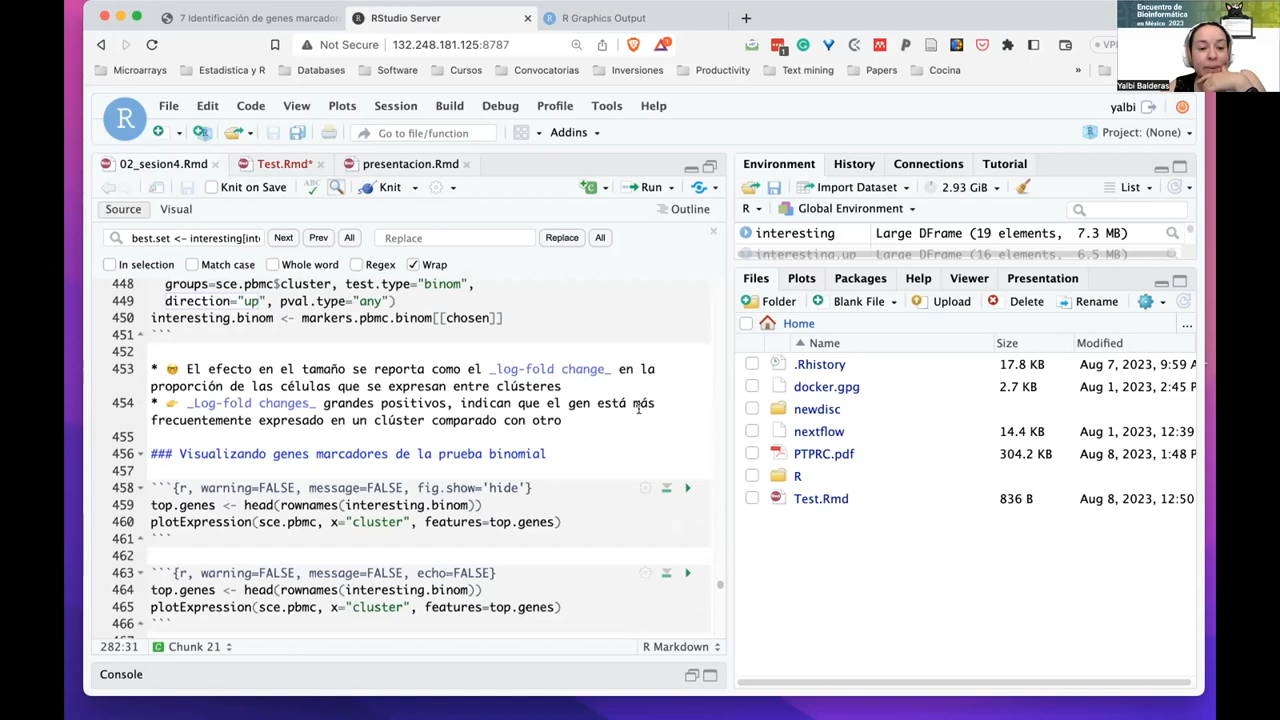 7 Identificación de genes marcador
RStudio Server
R Graphics Output
Not Secure
132.248.181.125:8787
Microarrays
Estadistica y R
Databases
Software
Cursos
Convocatorias
Inversiones
Productivity
Text mining
Papers
Cocina
Encuentro de
Bioinformática
en México 2023
Yalbi Balderas
R
File Edit Code View Plots Session Build Debug Profile Tools Help
yalbi
Go to file/function
Addins
Project: (None)
02_sesion4.Rmd
Test.Rmd*
presentacion.Rmd
Knit on Save
Knit
Run
Source
Visual
Outline
best.set <- interesting[int
Next
Prev
All
Replace
Replace
All
In selection
Match case
Whole word
Regex
Wrap
448 groups=sce.pbmc$cluster, test.type="binom",
449 direction="up", pval.type="any")
450 interesting.binom <- markers.pbmc.binom[[chosen]]
451 ```
452
453 * 🤓 El efecto en el tamaño se reporta como el _log-fold change_ en la
proporción de las células que se expresan entre clústeres
454 * 👉 _Log-fold changes_ grandes positivos, indican que el gen está más
frecuentemente expresado en un clúster comparado con otro
455
456 ### Visualizando genes marcadores de la prueba binomial
457
458 ```{r, warning=FALSE, message=FALSE, fig.show='hide'}
459 top.genes <- head(rownames(interesting.binom))
460 plotExpression(sce.pbmc, x="cluster", features=top.genes)
461 ```
462
463 ```{r, warning=FALSE, message=FALSE, echo=FALSE}
464 top.genes <- head(rownames(interesting.binom))
465 plotExpression(sce.pbmc, x="cluster", features=top.genes)
466 ```
282:31
Chunk 21
R Markdown
Console
Environment History Connections Tutorial
Import Dataset
2.93 GiB
List
R
Global Environment
interesting Large DFrame (19 elements, 7.3 MB)
interesting.up Large DFrame (19 elements, 6.5 MB)
Files Plots Packages Help Viewer Presentation
Folder
Blank File
Upload
Delete
Rename
Home
...
Name Size Modified
.Rhistory 17.8 KB Aug 7, 2023, 9:59 A
docker.gpg 2.7 KB Aug 1, 2023, 2:45 P
newdisc
nextflow 14.4 KB Aug 1, 2023, 12:39
PTPRC.pdf 304.2 KB Aug 8, 2023, 1:48 P
R
Test.Rmd 836 B Aug 8, 2023, 12:50